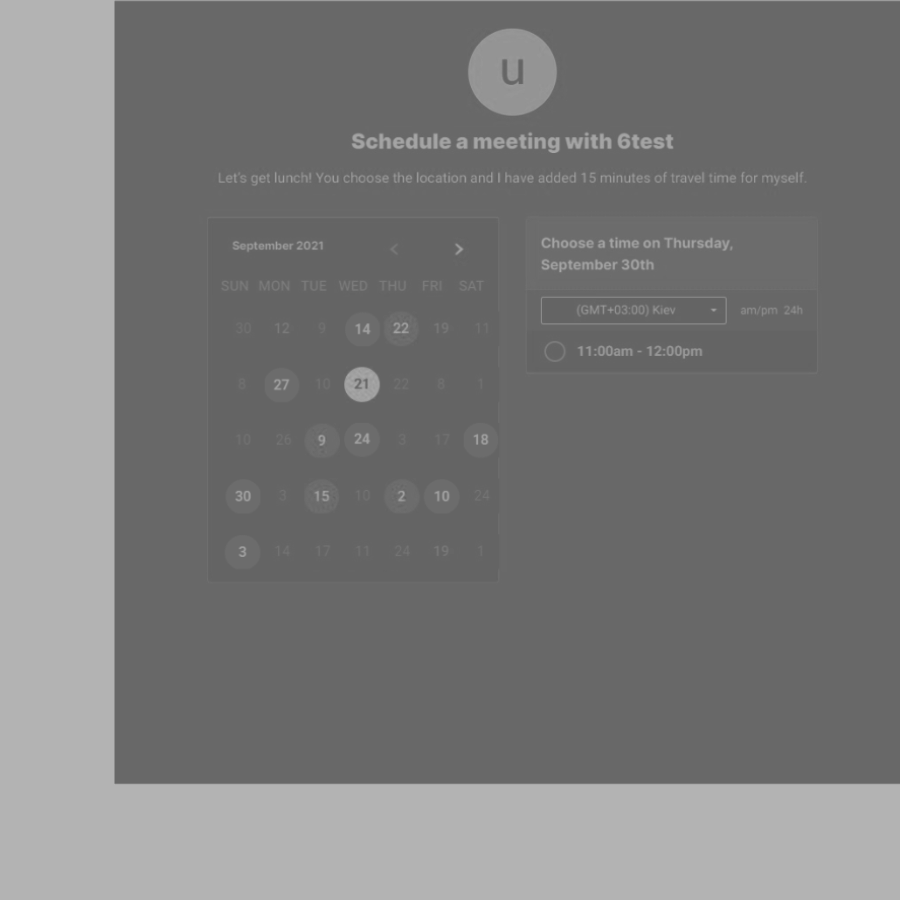 u
Schedule a meeting with 6test
Let's get lunch! You choose the location and I have added 15 minutes of travel time for myself.
September 2021 < >
SUN MON TUE WED THU FRI SAT
30 12 9 14 22 19 11
8 27 10 21 22 8 1
10 26 9 24 3 17 18
30 3 15 10 2 10 24
3 14 17 11 24 19 1
Choose a time on Thursday,
September 30th
(GMT+03:00) Kiev am/pm 24h
11:00am - 12:00pm